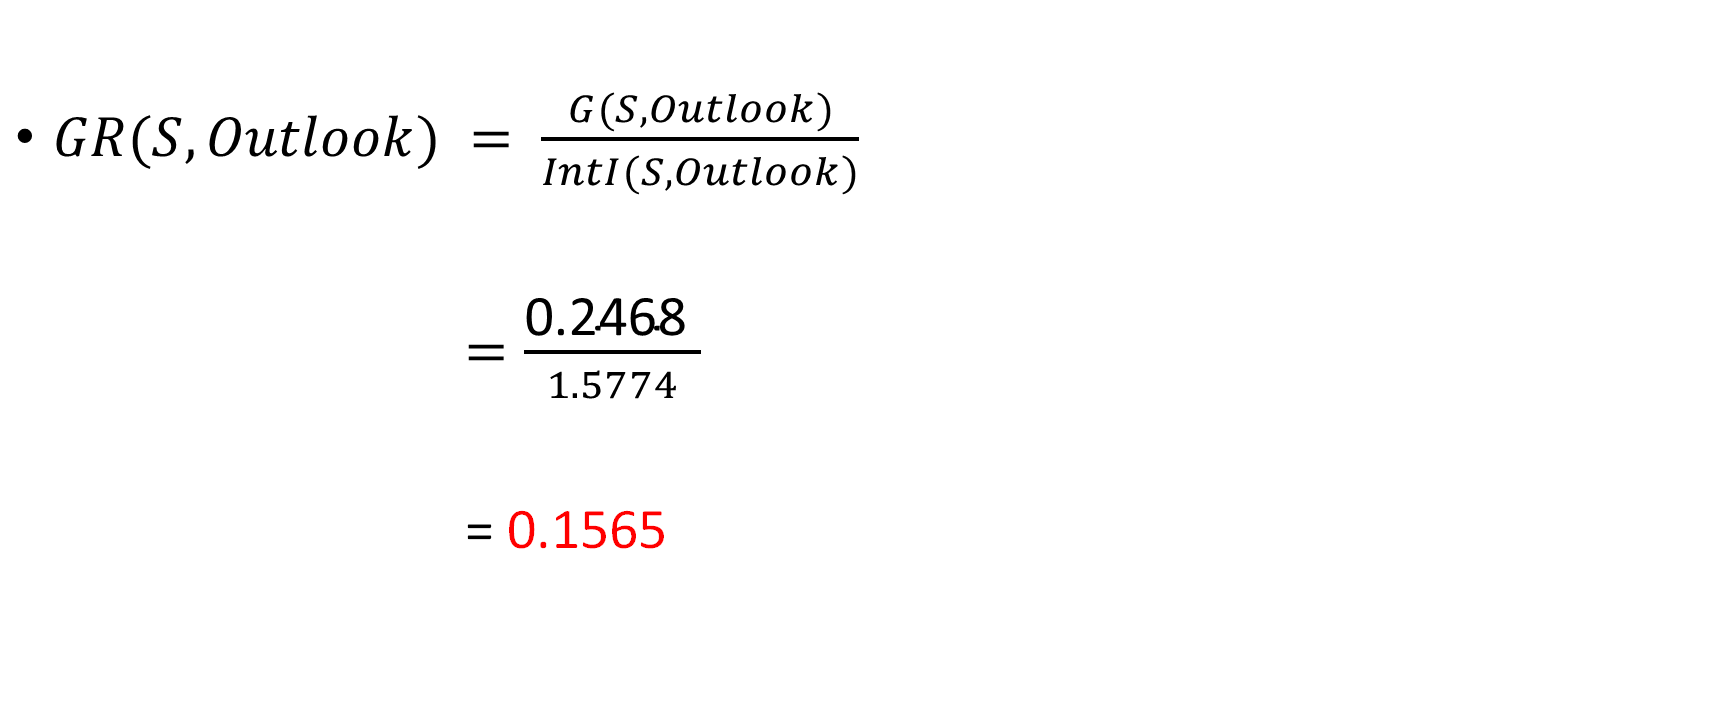 • GR(S, Outlook) = G(S,Outlook) / IntI(S,Outlook)
= 0.2468 / 1.5774
= 0.1565